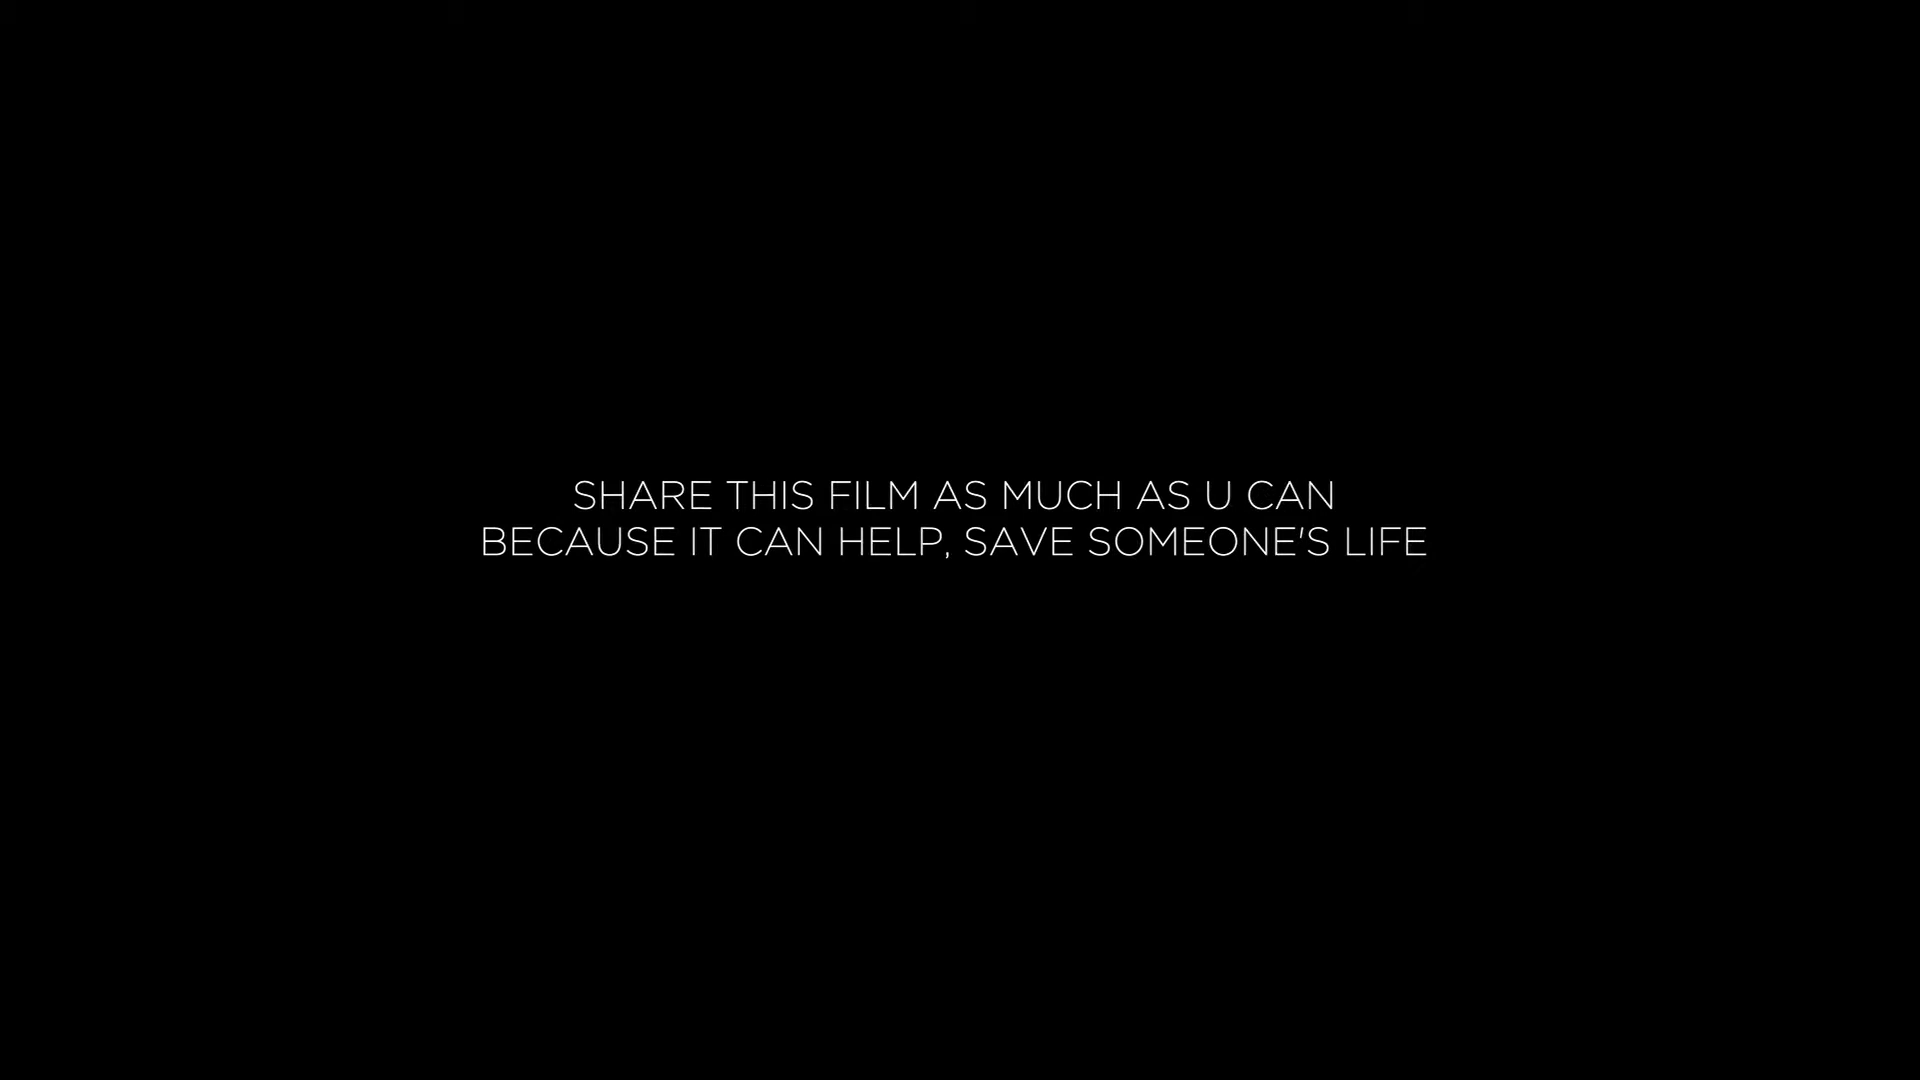 SHARE THIS FILM AS MUCH AS U CAN
BECAUSE IT CAN HELP, SAVE SOMEONE'S LIFE